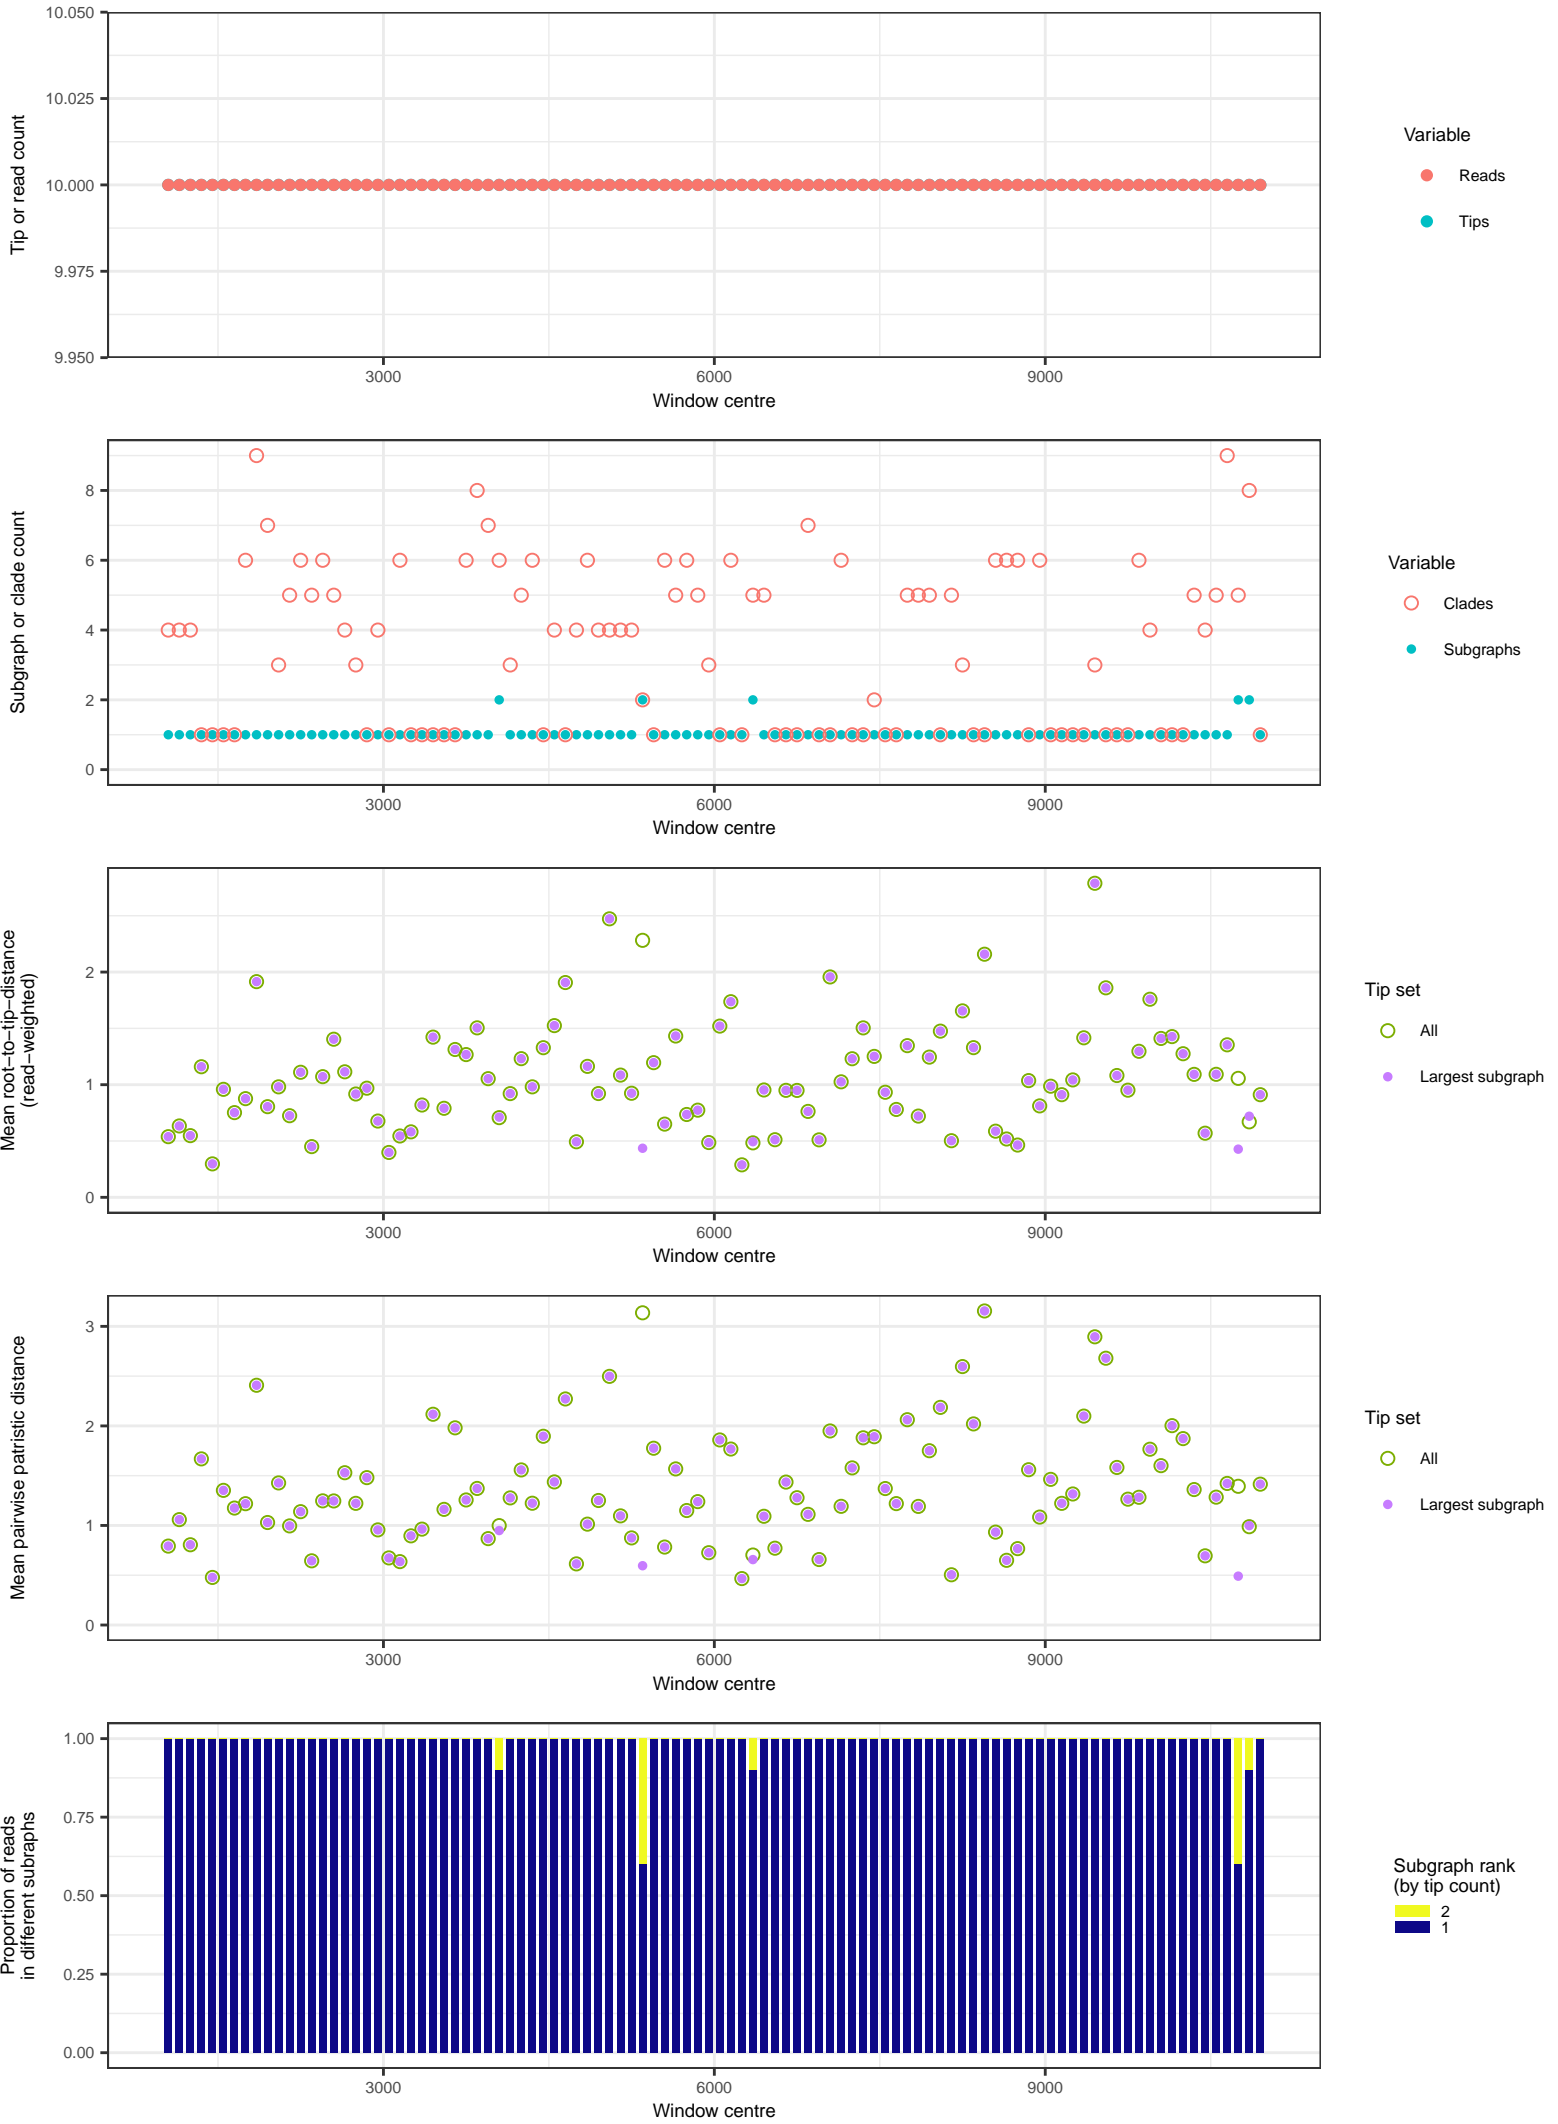 10.050
10.025
10.000
9.975
9.950
Tip or read count
3000
6000
9000
Window centre
Variable
Reads
Tips
8
6
4
2
0
Subgraph or clade count
3000
6000
9000
Window centre
Variable
Clades
Subgraphs
2
1
0
Mean root−to−tip−distance
(read−weighted)
3000
6000
9000
Window centre
Tip set
All
Largest subgraph
3
2
1
0
Mean pairwise patristic distance
3000
6000
9000
Window centre
Tip set
All
Largest subgraph
1.00
0.75
0.50
0.25
0.00
Proportion of reads
in different subraphs
3000
6000
9000
Window centre
Subgraph rank
(by tip count)
2
1